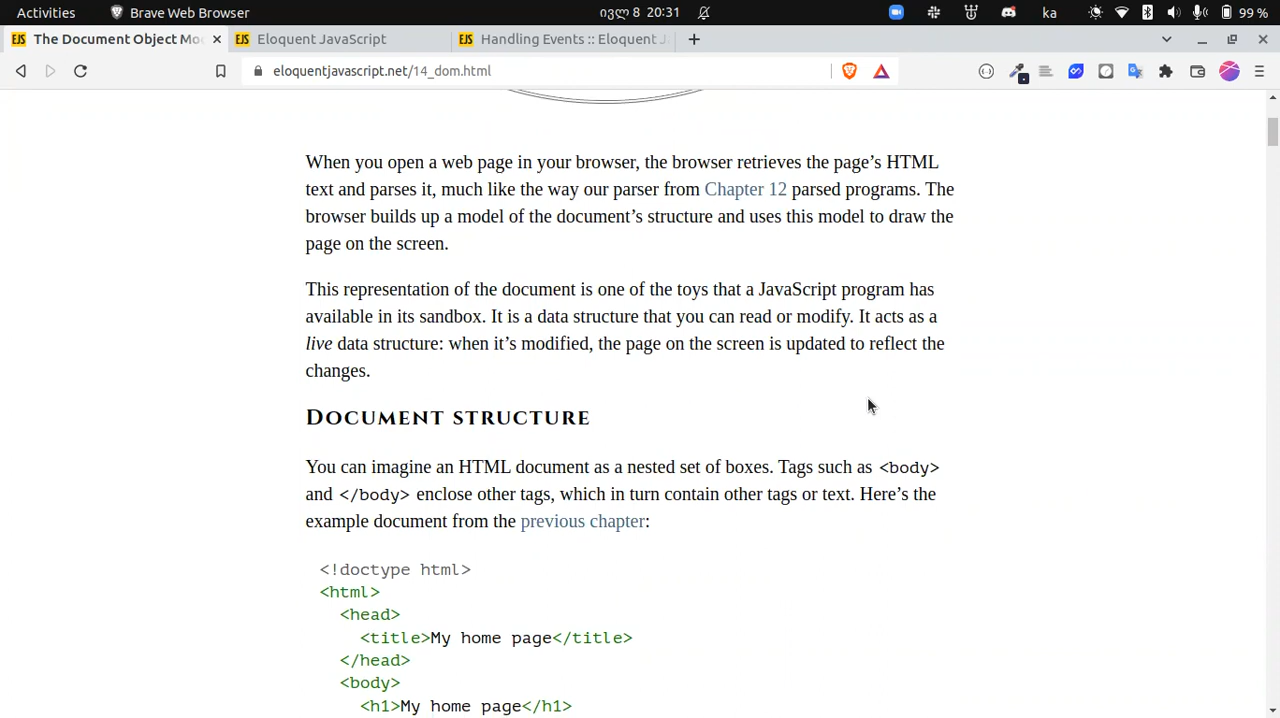 Activities Brave Web Browser ივლ 8 20:31 ka 99 %
The Document Object Mo Eloquent JavaScript Handling Events :: Eloquent J
eloquentjavascript.net/14_dom.html
When you open a web page in your browser, the browser retrieves the page’s HTML
text and parses it, much like the way our parser from Chapter 12 parsed programs. The
browser builds up a model of the document’s structure and uses this model to draw the
page on the screen.
This representation of the document is one of the toys that a JavaScript program has
available in its sandbox. It is a data structure that you can read or modify. It acts as a
live data structure: when it’s modified, the page on the screen is updated to reflect the
changes.
Document structure
You can imagine an HTML document as a nested set of boxes. Tags such as <body>
and </body> enclose other tags, which in turn contain other tags or text. Here’s the
example document from the previous chapter:
<!doctype html>
<html>
<head>
<title>My home page</title>
</head>
<body>
<h1>My home page</h1>